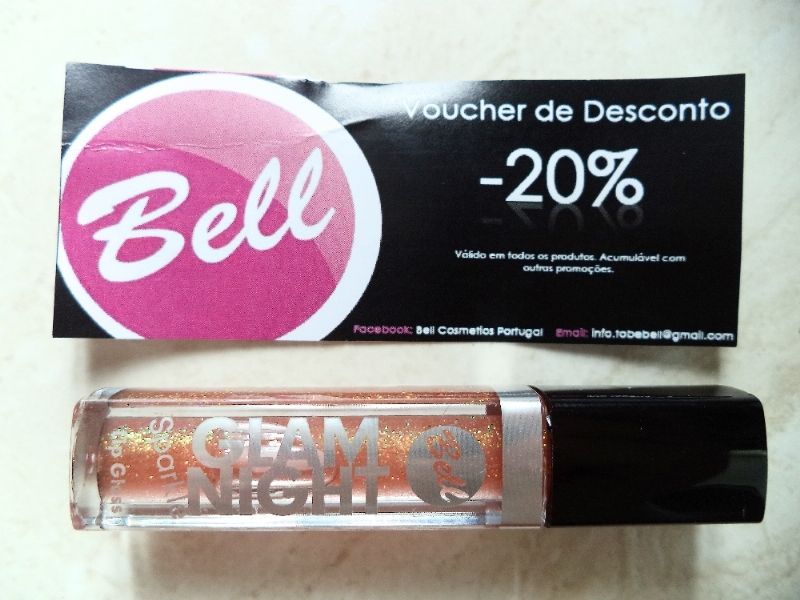 Bell
Voucher de Desconto
-20%
Válido em todos os produtos. Acumulável com
outras promoções.
Facebook: Bell Cosmetics Portugal Email: info.tobebell@gmail.com
GLAM
NIGHT
Bell
Lip Gloss